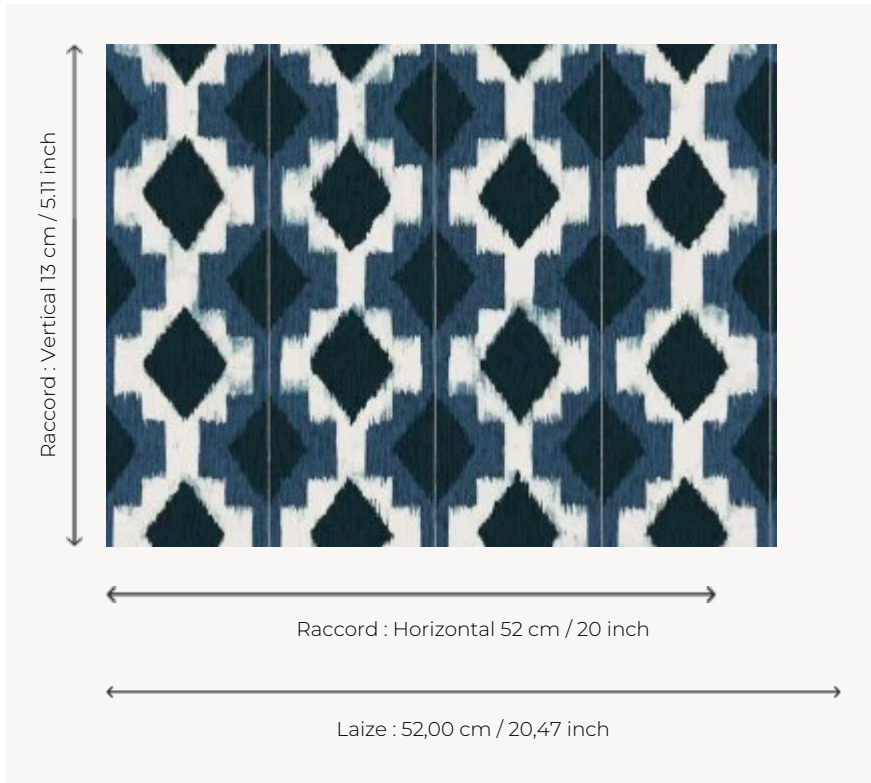 Raccord : Vertical 13 cm / 5.11 inch
Raccord : Horizontal 52 cm / 20 inch
Laize : 52,00 cm / 20,47 inch